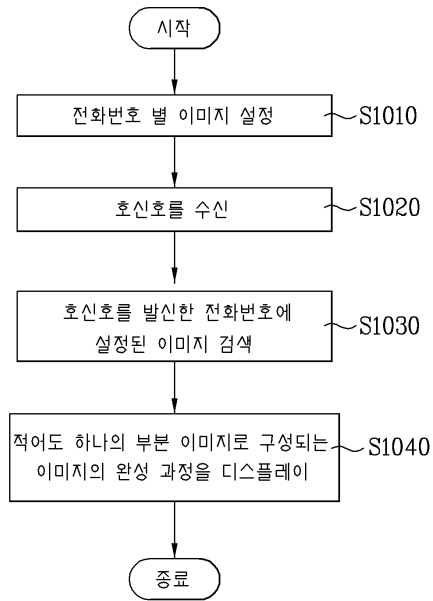 시작
전화번호 별 이미지 설정
S1010
호신호를 수신
S1020
호신호를 발신한 전화번호에
설정된 이미지 검색
S1030
적어도 하나의 부분 이미지로 구성되는
이미지의 완성 과정을 디스플레이
S1040
종료